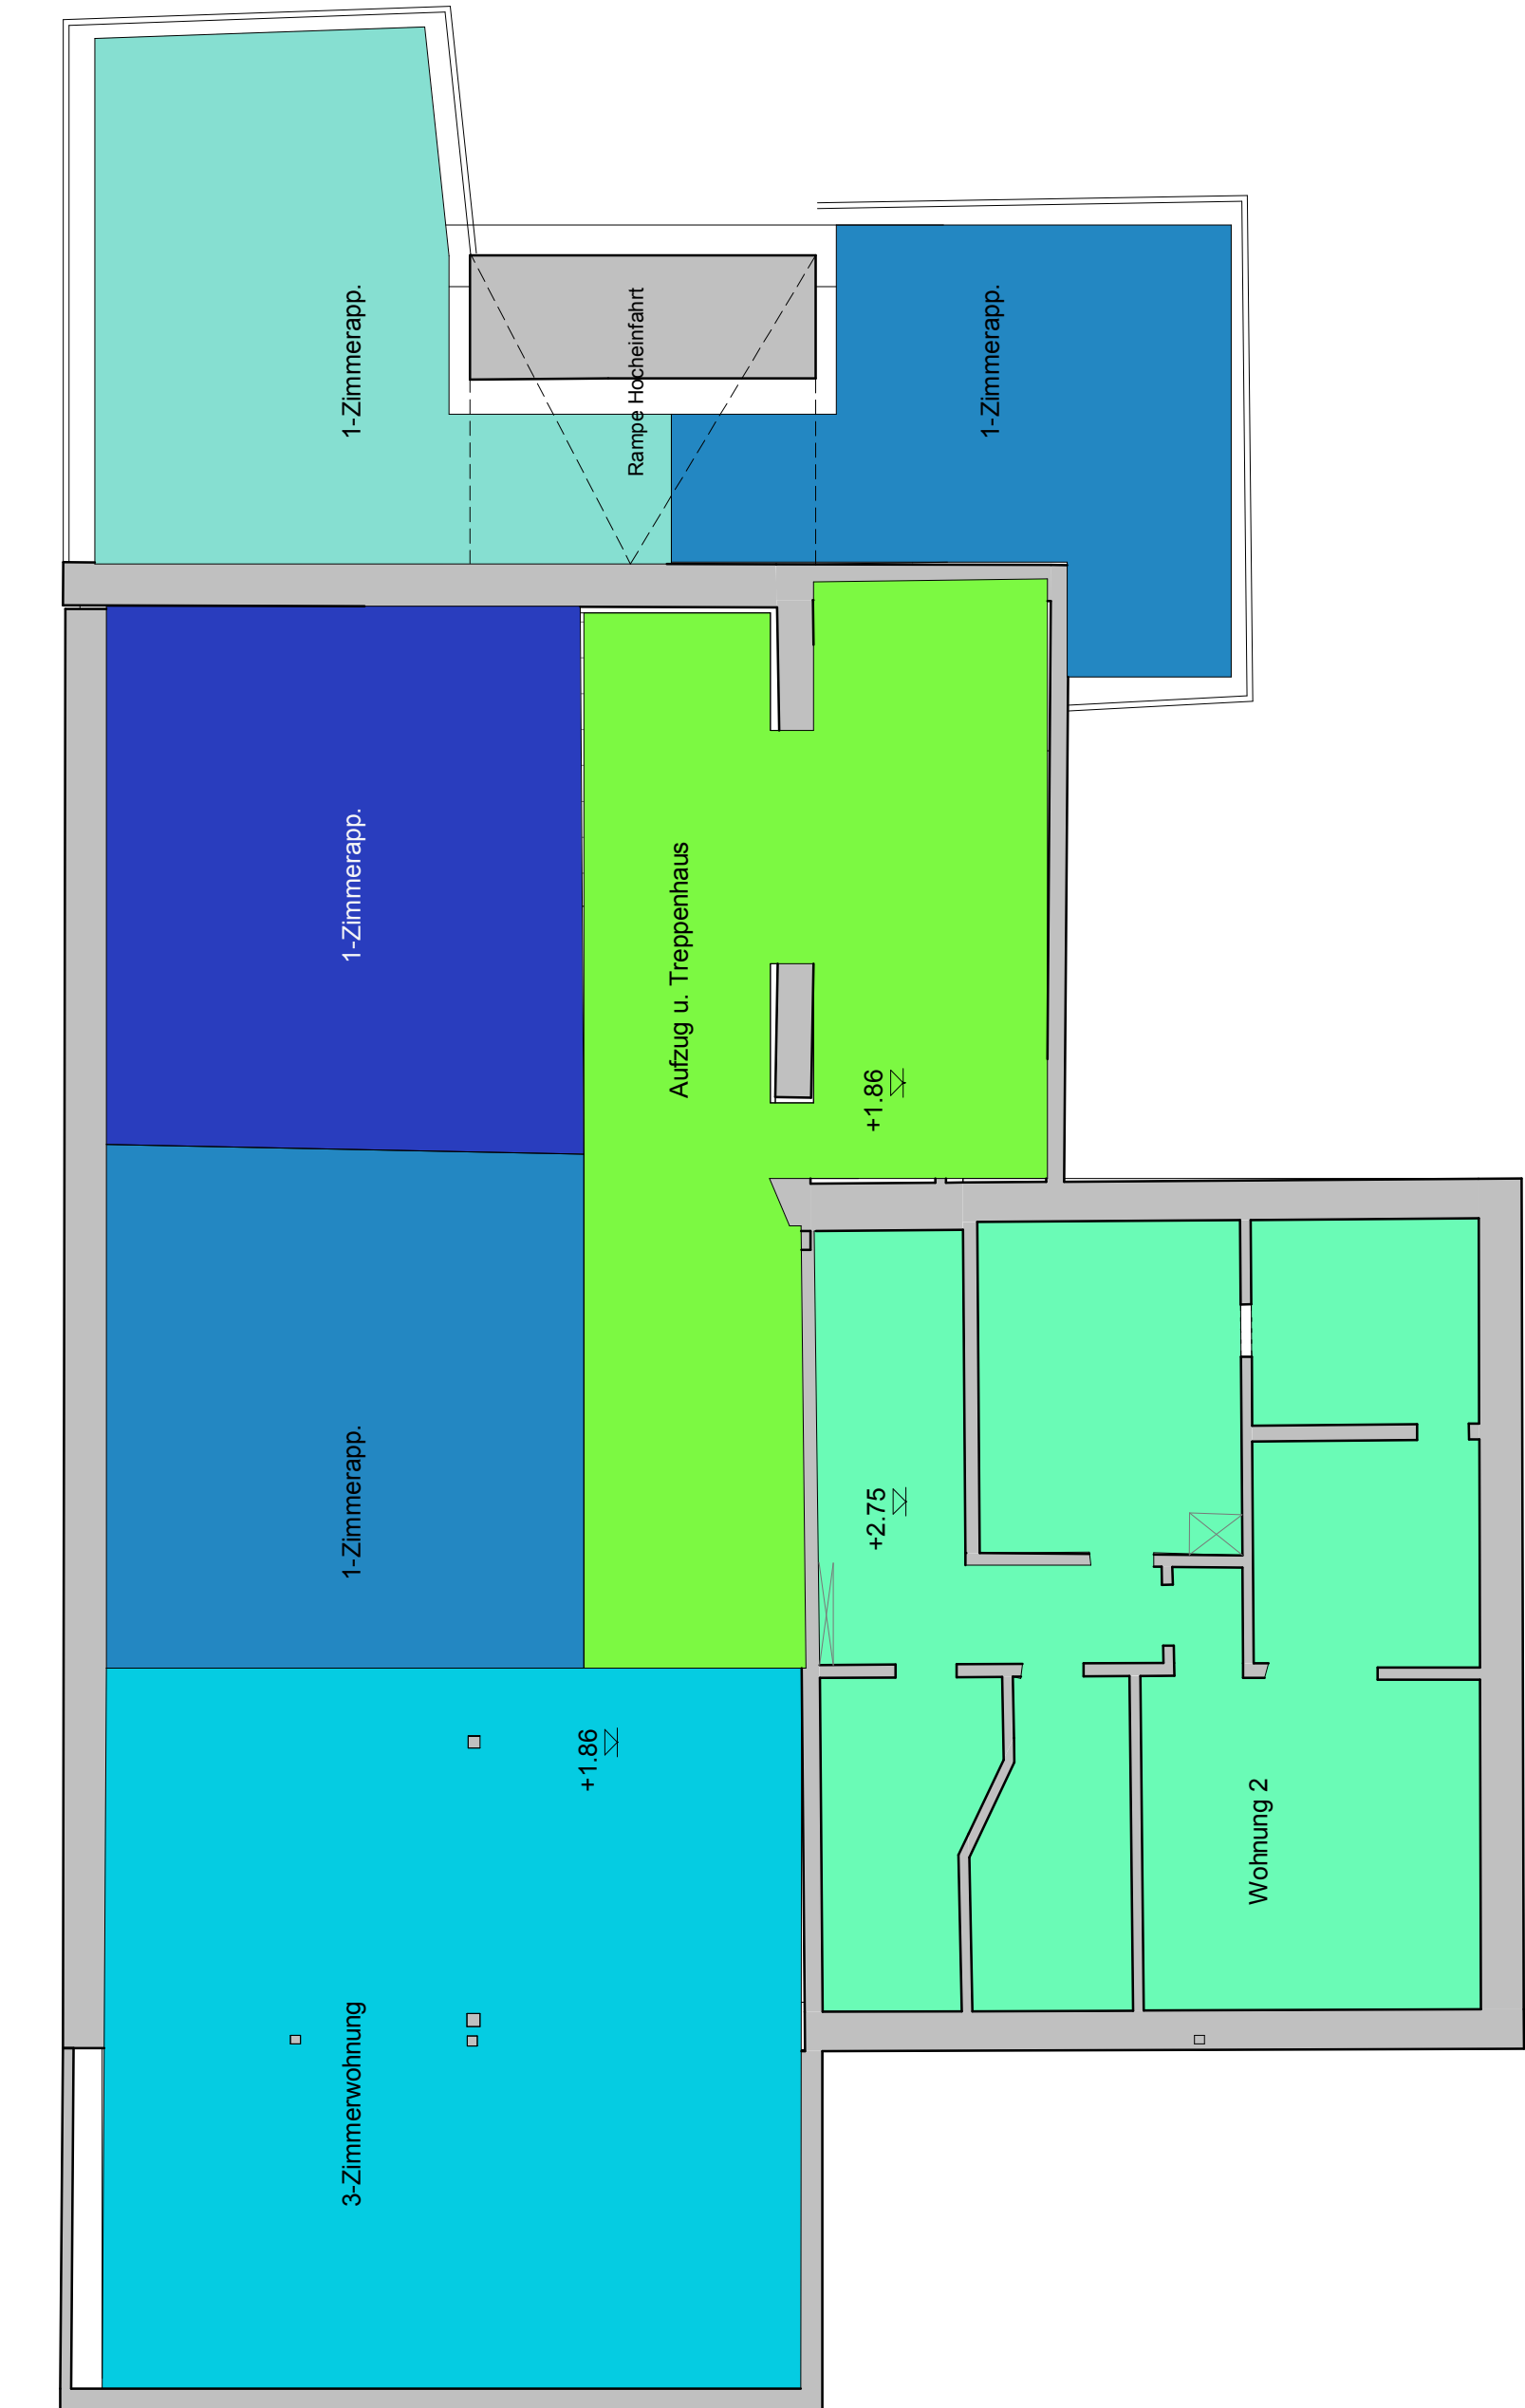 1-Zimmerapp.
Rampe Hocheinfahrt
1-Zimmerapp.
1-Zimmerapp.
Aufzug u. Treppenhaus
+1.86
1-Zimmerapp.
+2.75
+1.86
Wohnung 2
3-Zimmerwohnung